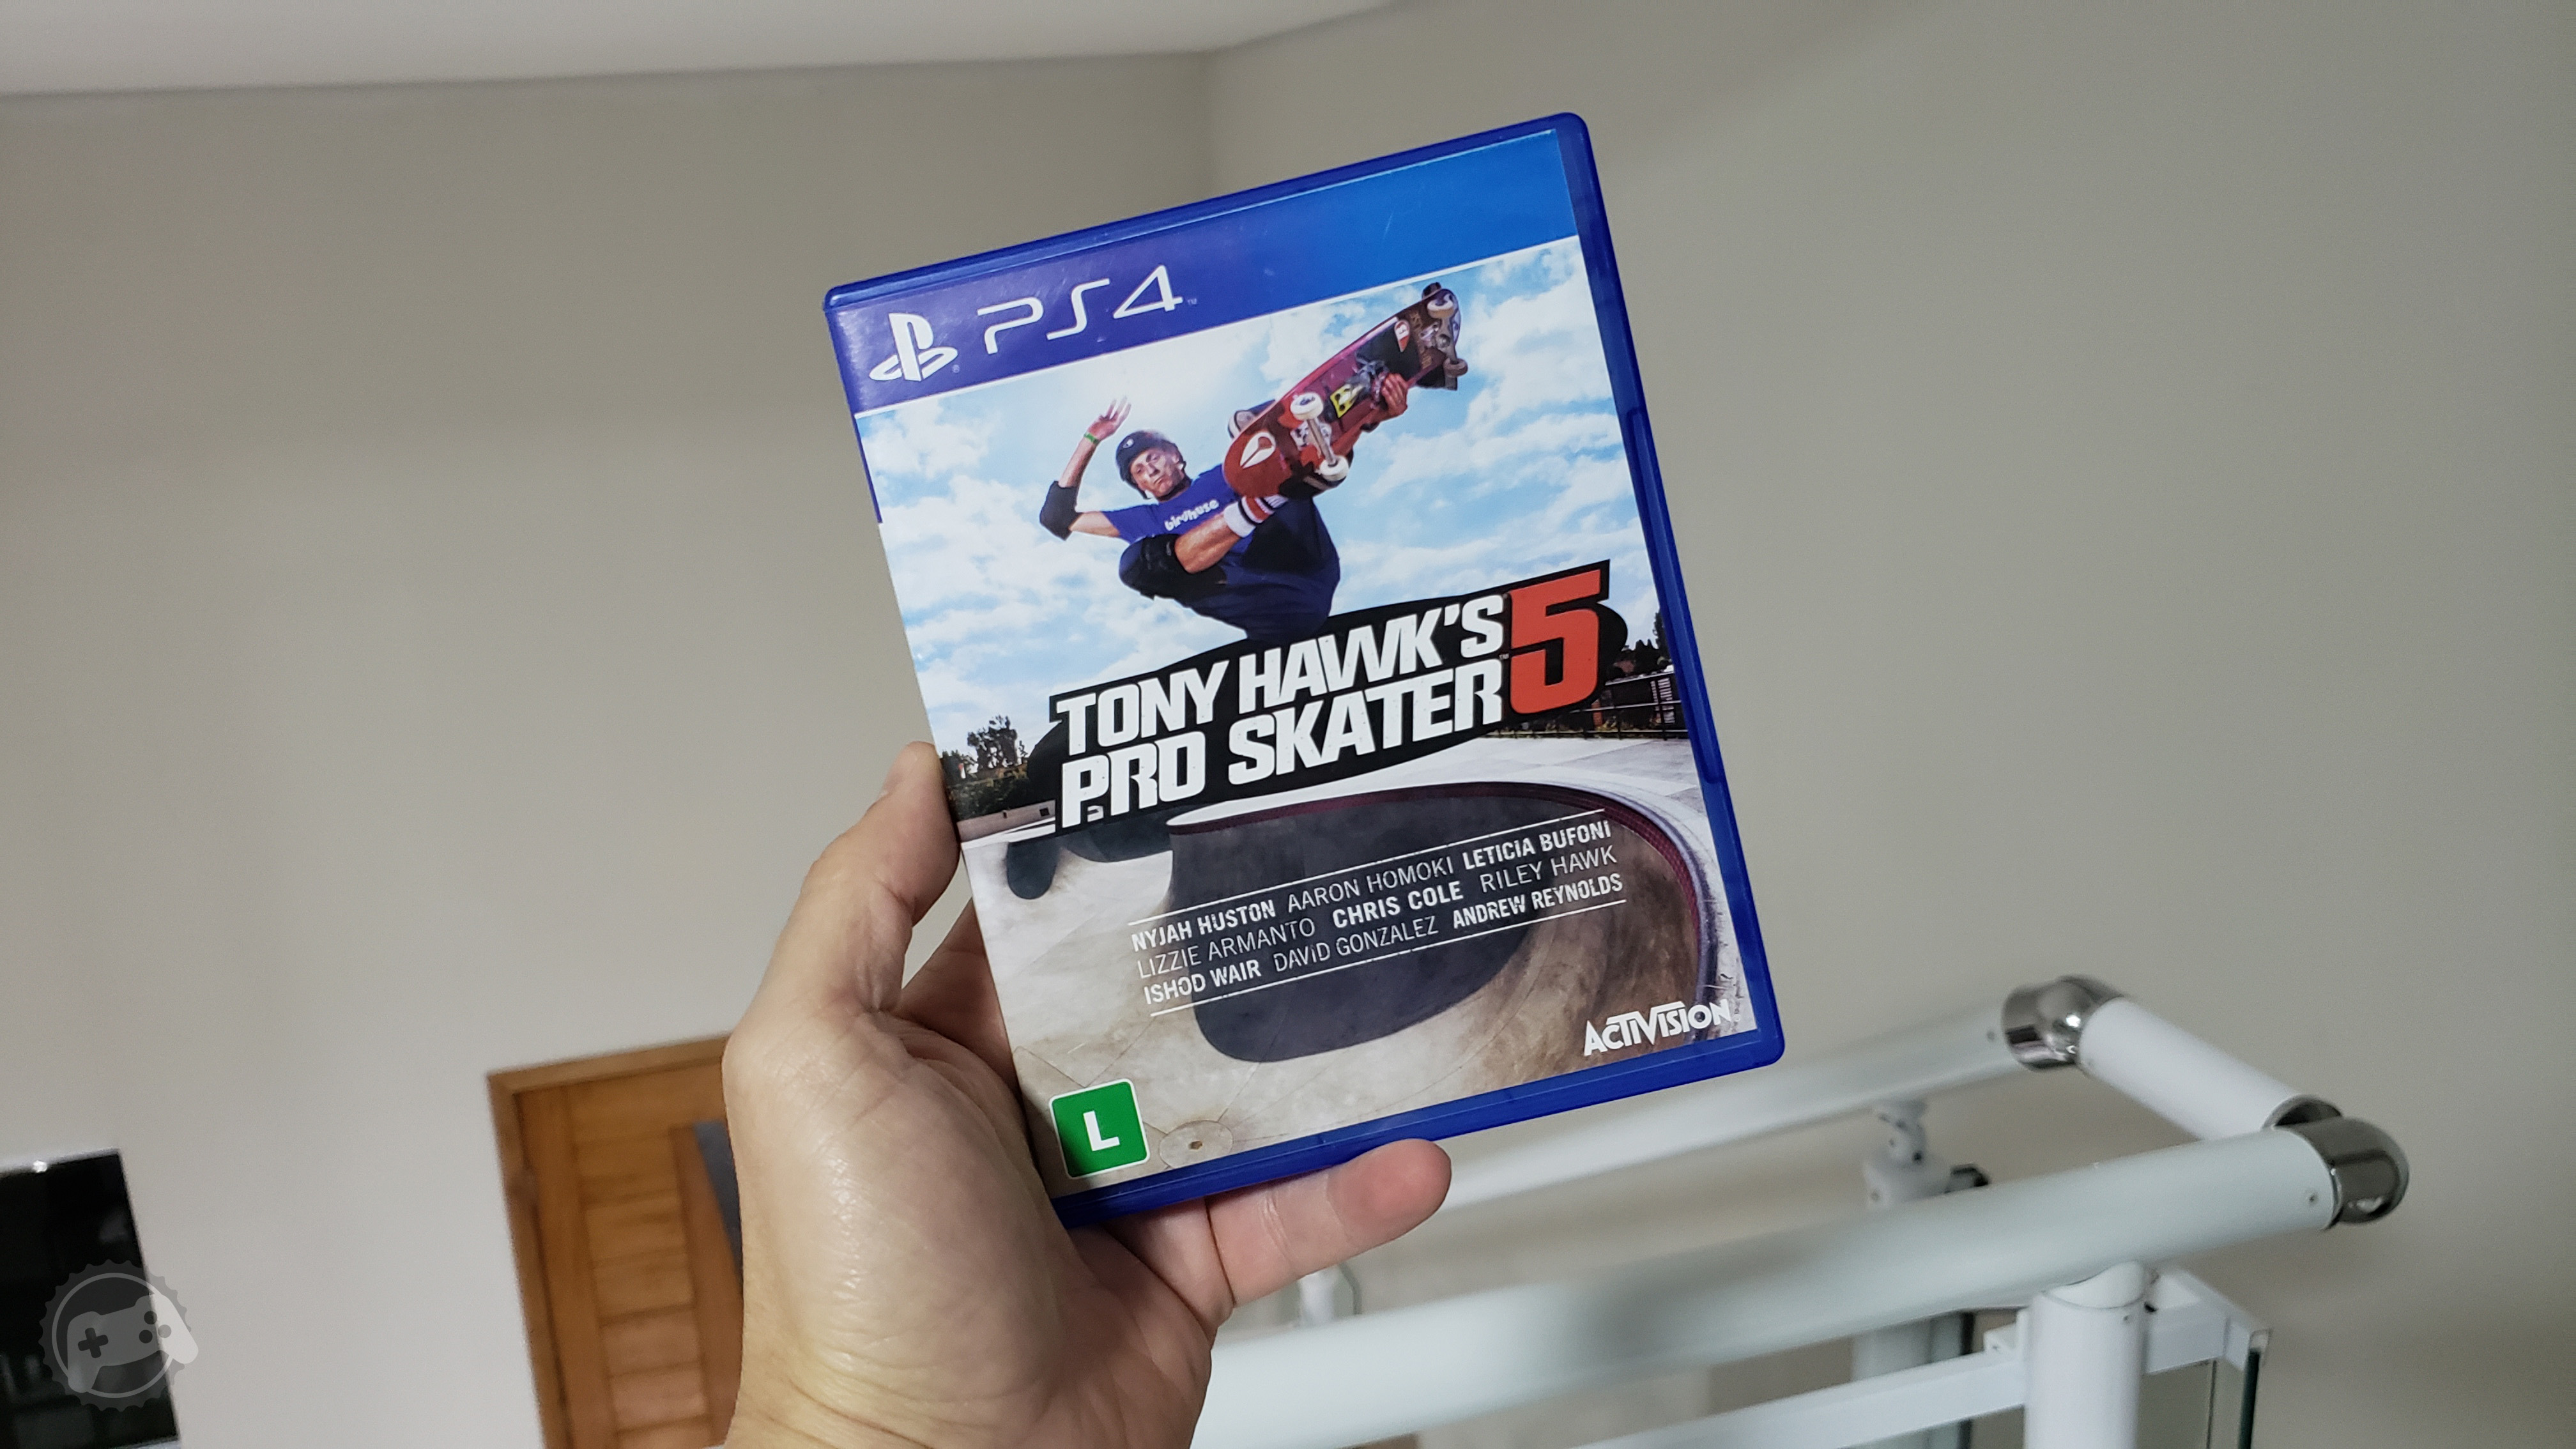 PS4
birdhouse
TONY HAWK'S
PRO SKATER 5
NYJAH HUSTON AARON HOMOKI LETICIA BUFONI
LIZZIE ARMANTO CHRIS COLE RILEY HAWK
ISHOD WAIR DAVID GONZALEZ ANDREW REYNOLDS
ACTIVISION
L